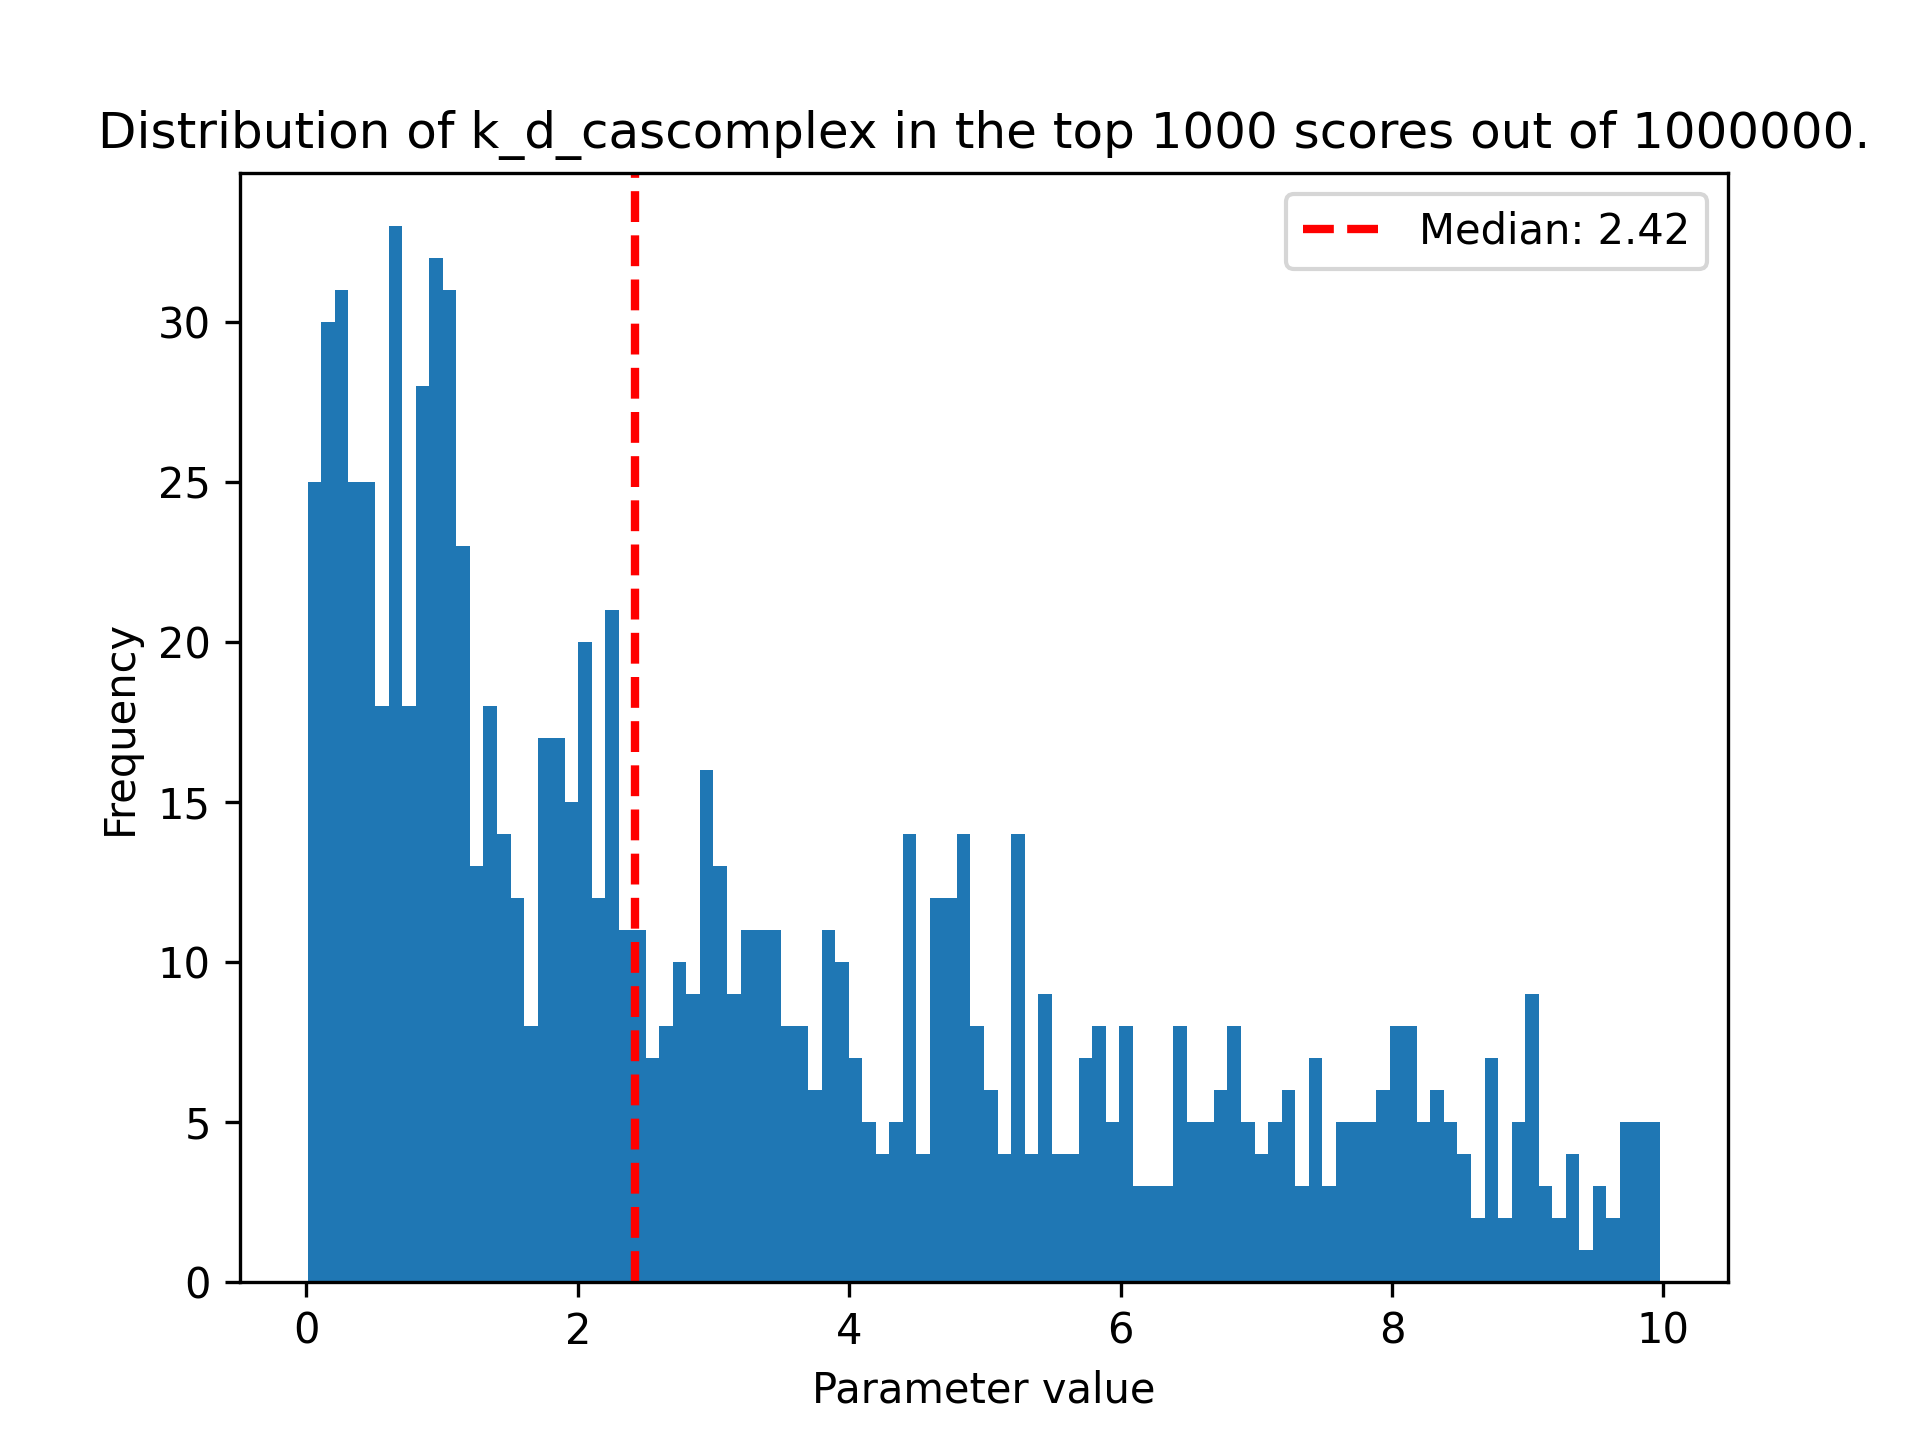 Distribution of k_d_cascomplex in the top 1000 scores out of 1000000.
Median: 2.42
Frequency
30
25
20
15
10
5
0
0 2 4 6 8 10
Parameter value